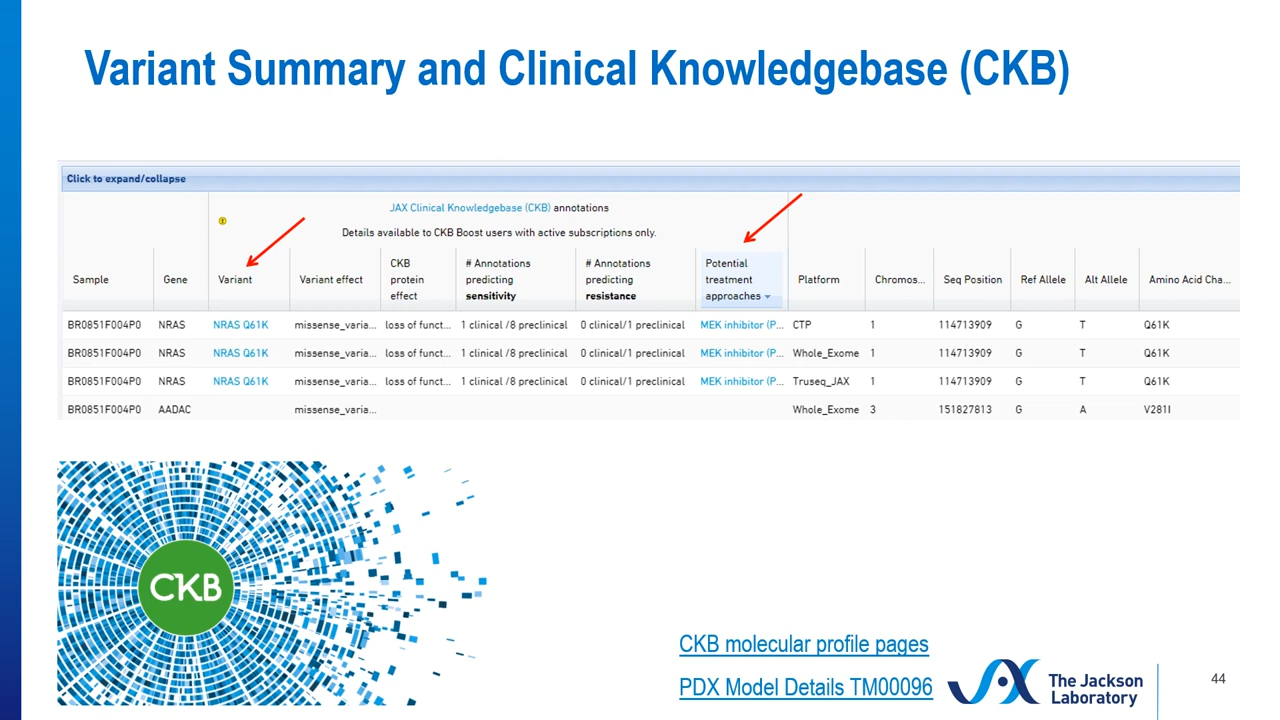 Variant Summary and Clinical Knowledgebase (CKB)
Click to expand/collapse
JAX Clinical Knowledgebase (CKB) annotations
Details available to CKB Boost users with active subscriptions only.
Sample Gene Variant Variant effect CKB protein effect # Annotations predicting sensitivity # Annotations predicting resistance Potential treatment approaches Platform Chromos... Seq Position Ref Allele Alt Allele Amino Acid Cha...
BR0851F004P0 NRAS NRAS Q61K missense_varia... loss of funct... 1 clinical /8 preclinical 0 clinical/1 preclinical MEK inhibitor (P... CTP 1 114713909 G T Q61K
BR0851F004P0 NRAS NRAS Q61K missense_varia... loss of funct... 1 clinical /8 preclinical 0 clinical/1 preclinical MEK inhibitor (P... Whole_Exome 1 114713909 G T Q61K
BR0851F004P0 NRAS NRAS Q61K missense_varia... loss of funct... 1 clinical /8 preclinical 0 clinical/1 preclinical MEK inhibitor (P... Truseq_JAX 1 114713909 G T Q61K
BR0851F004P0 AADAC missense_varia... Whole_Exome 3 151827813 G A V281I
CKB
CKB molecular profile pages
PDX Model Details TM00096
JAX The Jackson
Laboratory
44